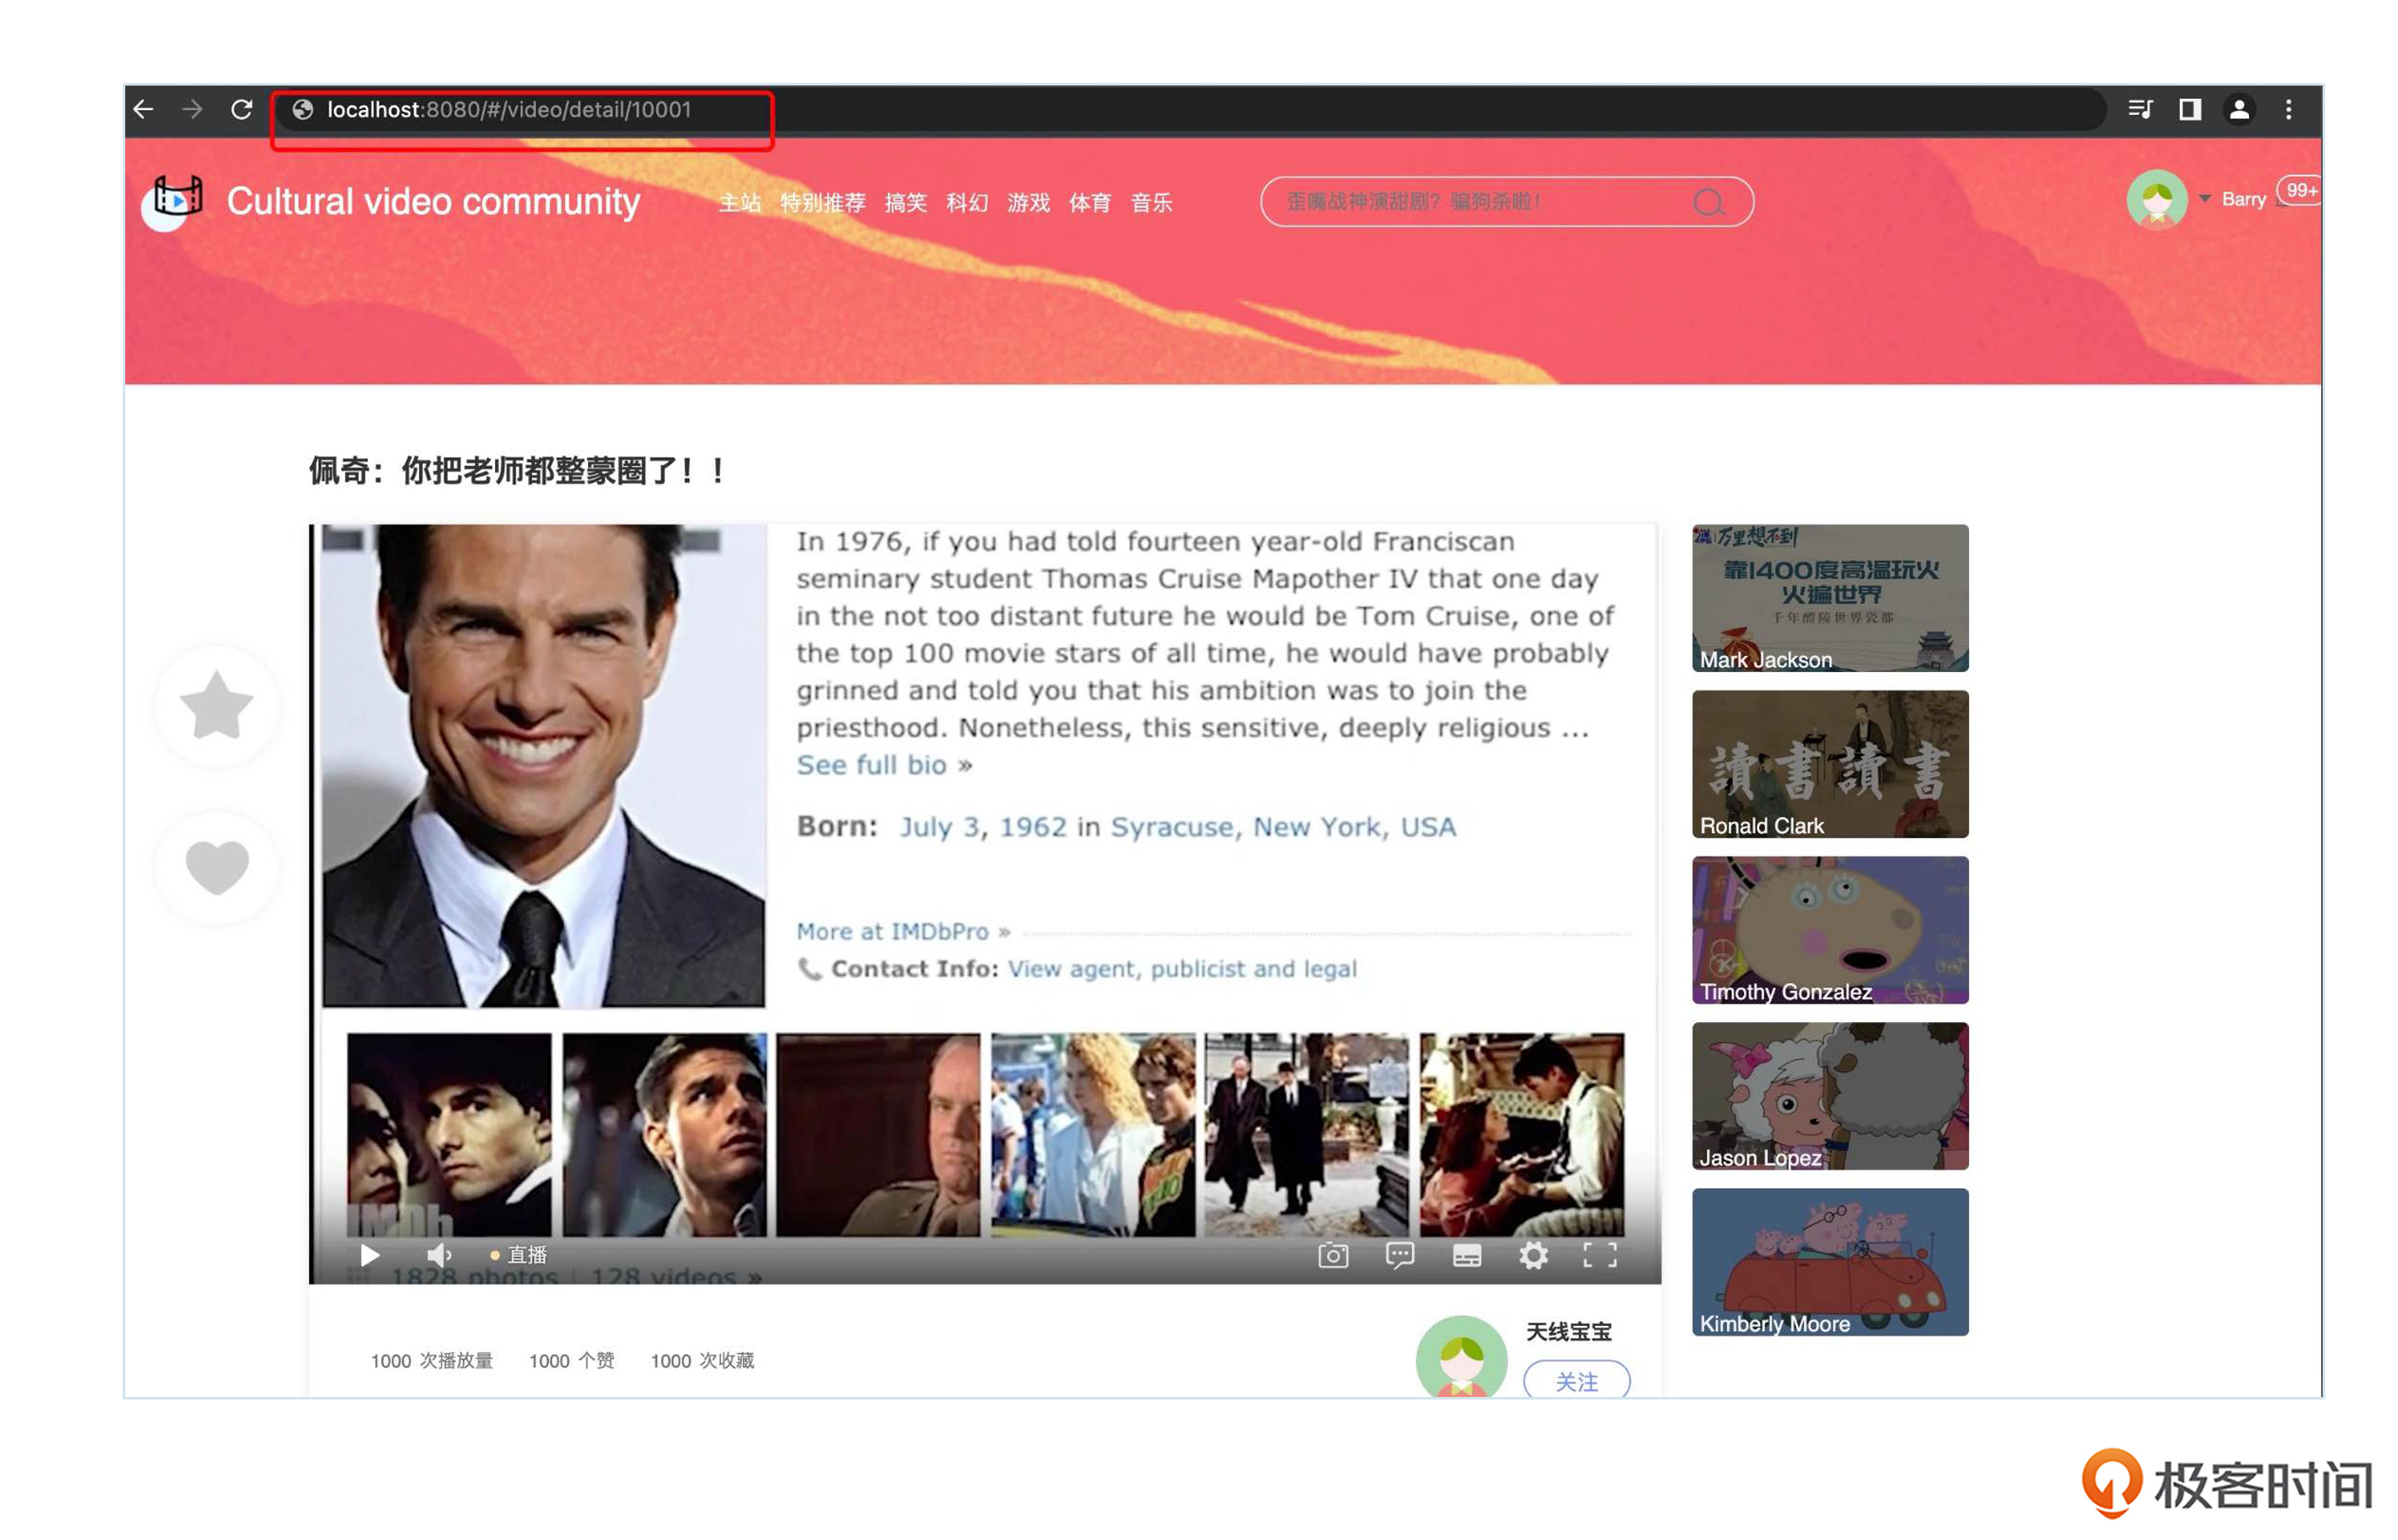 localhost:8080/#/video/detail/10001
Cultural video community
主站 特别推荐 搞笑 科幻 游戏 体育 音乐
歪嘴战神演甜剧？骗狗杀啦！
Barry
99+
佩奇：你把老师都整蒙圈了！！
In 1976, if you had told fourteen year-old Franciscan
seminary student Thomas Cruise Mapother IV that one day
in the not too distant future he would be Tom Cruise, one of
the top 100 movie stars of all time, he would have probably
grinned and told you that his ambition was to join the
priesthood. Nonetheless, this sensitive, deeply religious ...
See full bio »
Born: July 3, 1962 in Syracuse, New York, USA
More at IMDbPro »
Contact Info: View agent, publicist and legal
IMDb
直播
1828 photos | 128 videos »
1000 次播放量 1000 个赞 1000 次收藏
天线宝宝
关注
万里想不到
靠1400度高温玩火
火遍世界
千年醴陵世界瓷都
Mark Jackson
讀書讀書
Ronald Clark
Timothy Gonzalez
Jason Lopez
Kimberly Moore
极客时间